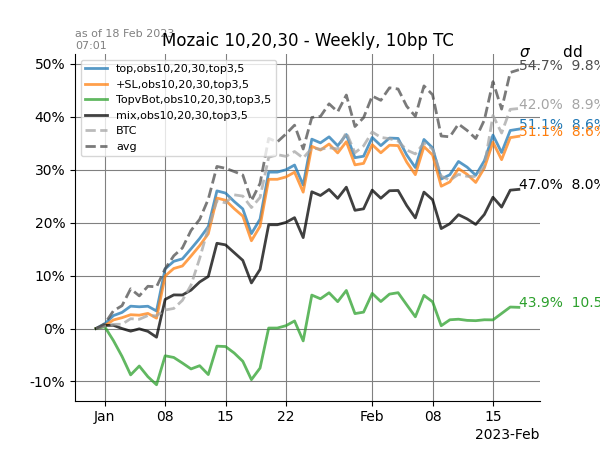 as of 18 Feb 2023
07:01
Mozaic 10,20,30 - Weekly, 10bp TC
σ dd
50%
40%
30%
20%
10%
0%
-10%
top,obs10,20,30,top3,5
+SL,obs10,20,30,top3,5
TopvBot,obs10,20,30,top3,5
mix,obs10,20,30,top3,5
BTC
avg
54.7% 9.8%
42.0% 8.9%
51.1% 8.6%
47.0% 8.0%
43.9% 10.5
Jan 08 15 22 Feb 08 15
2023-Feb